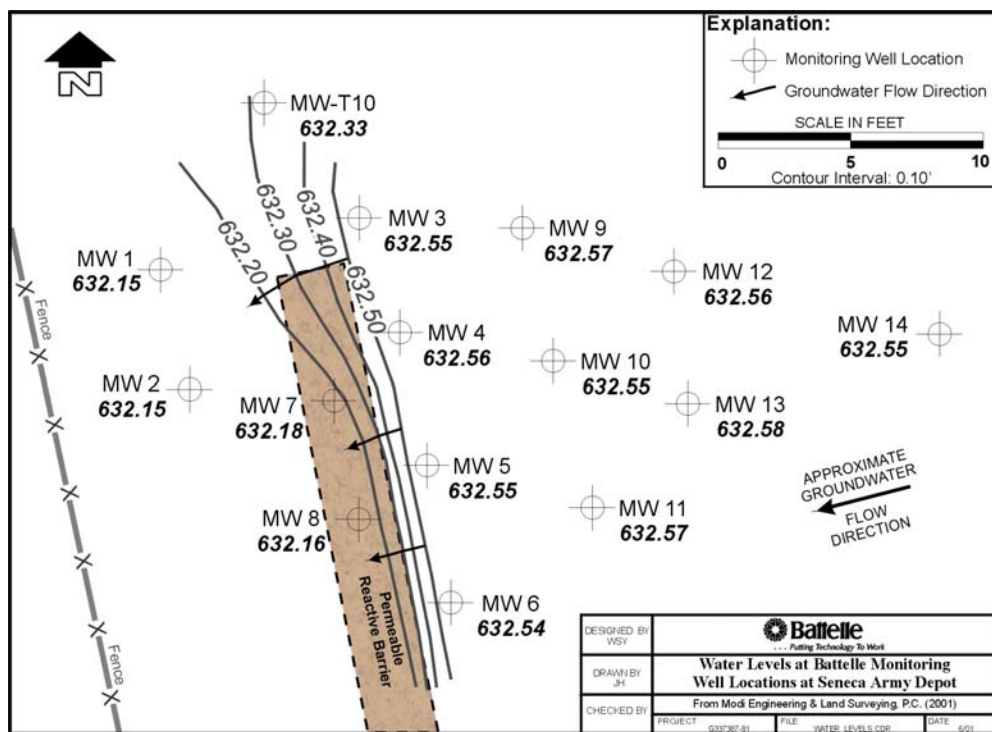 Explanation:
Monitoring Well Location
Groundwater Flow Direction
SCALE IN FEET
0 5 10
Contour Interval: 0.10'
N
MW-T10
632.33
632.20
632.30
632.40
632.50
MW 3
632.55
MW 9
632.57
MW 1
632.15
MW 12
632.56
MW 4
632.56
MW 14
632.55
MW 10
632.55
MW 2
632.15
MW 7
632.18
MW 13
632.58
MW 5
632.55
MW 8
632.16
MW 11
632.57
MW 6
632.54
APPROXIMATE
GROUNDWATER
FLOW
DIRECTION
Fence
Fence
Permeable
Reactive Barrier
DESIGNED BY
WSY
DRAWN BY
JH
CHECKED BY
Battelle
. . . Putting Technology To Work
Water Levels at Battelle Monitoring
Well Locations at Seneca Army Depot
From Modi Engineering & Land Surveying, P.C. (2001)
PROJECT
G337367-91
FILE
WATER_LEVELS.CDR
DATE